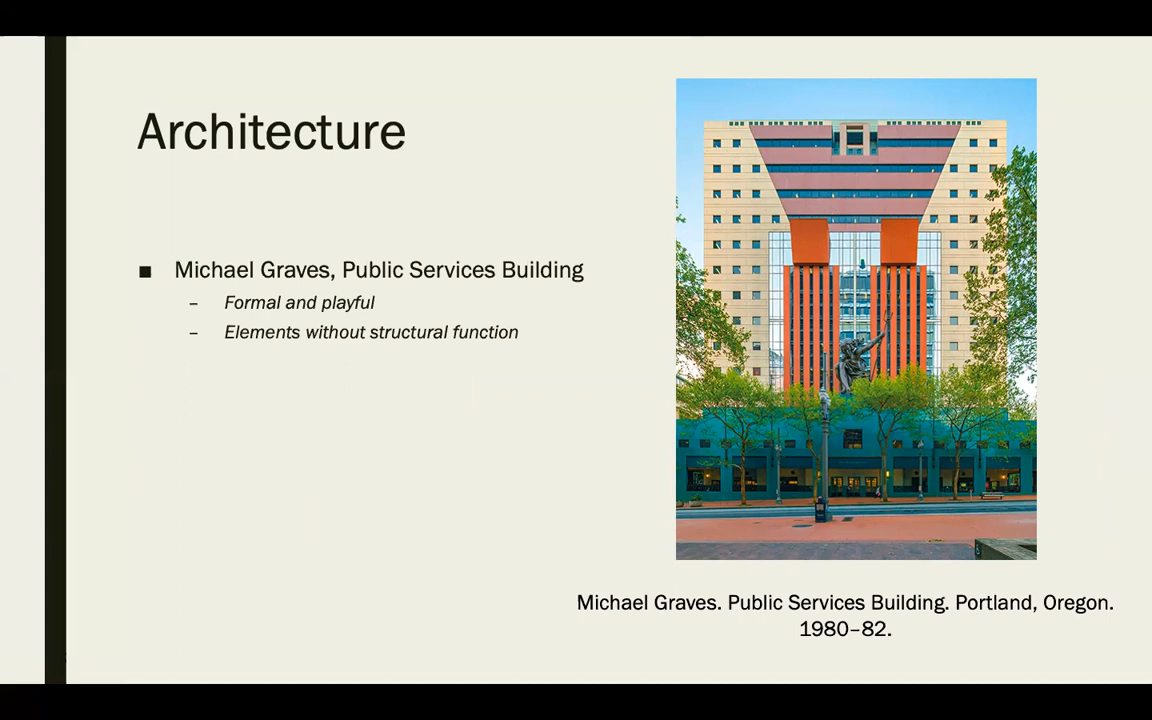 Architecture
■ Michael Graves, Public Services Building
– Formal and playful
– Elements without structural function
Michael Graves. Public Services Building. Portland, Oregon.
1980–82.